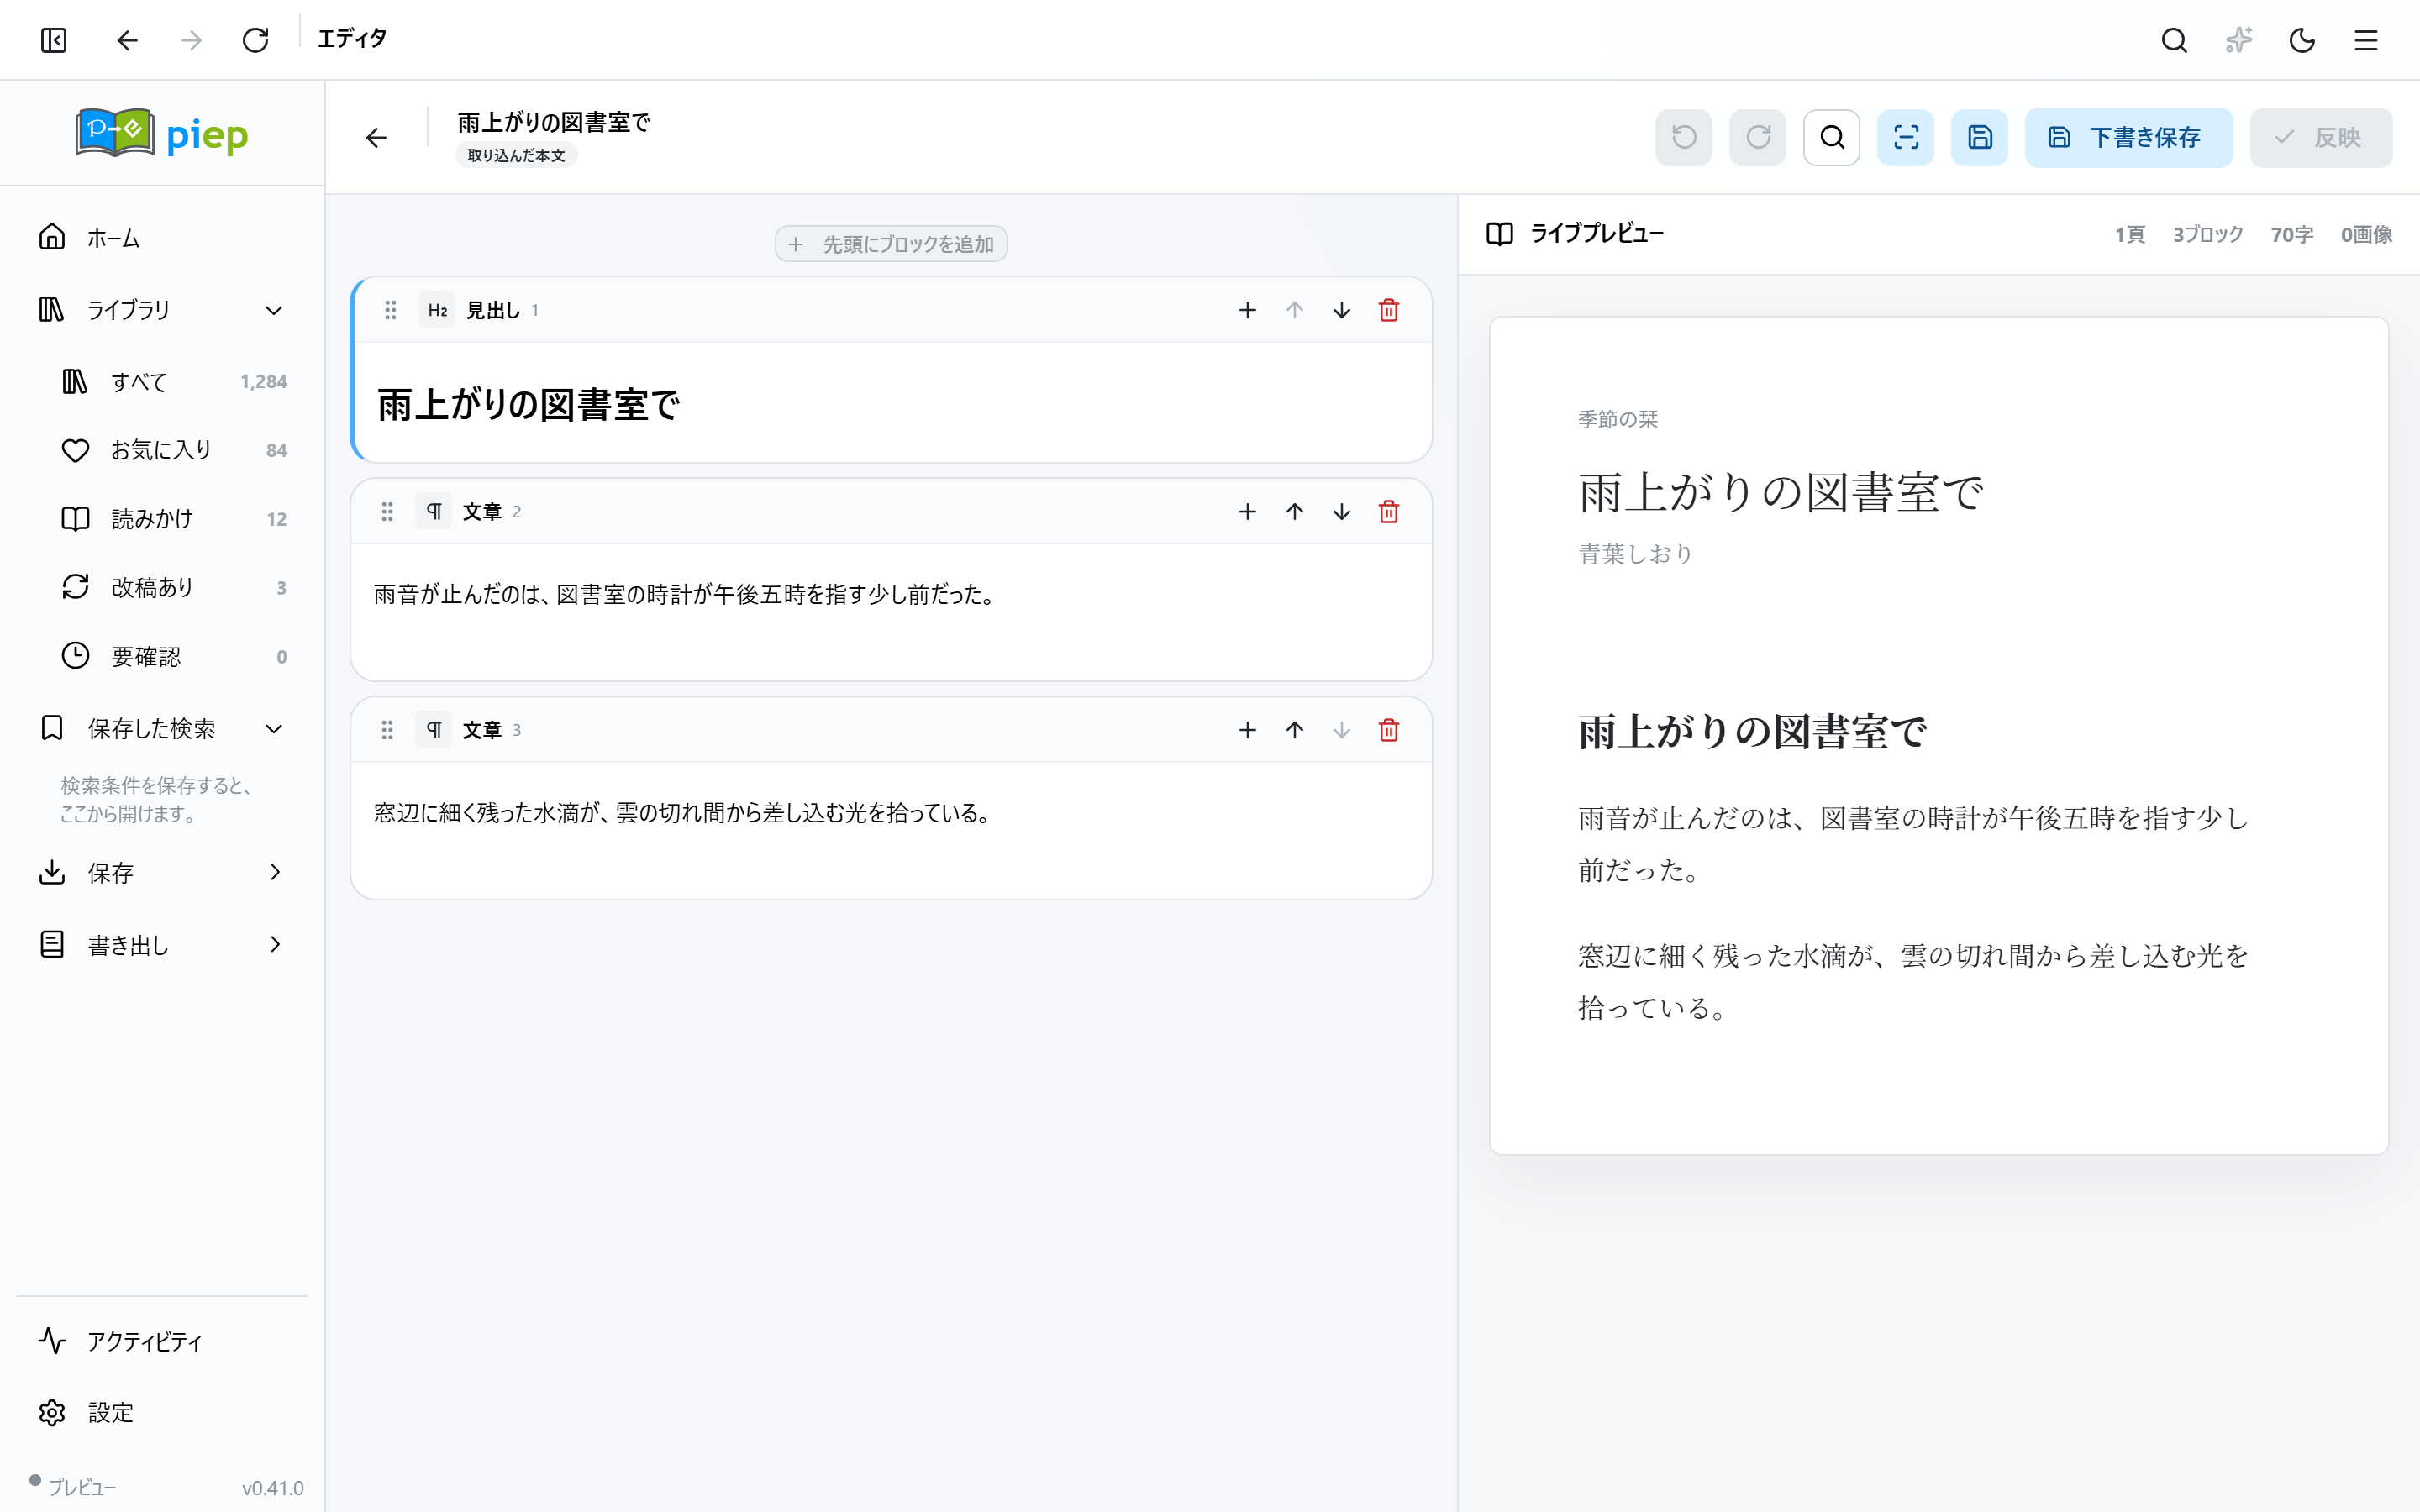 エディタ
piep
ホーム
ライブラリ
すべて 1,284
お気に入り 84
読みかけ 12
改稿あり 3
要確認 0
保存した検索
検索条件を保存すると、
ここから開けます。
保存
書き出し
アクティビティ
設定
プレビュー v0.41.0
雨上がりの図書室で
取り込んだ本文
下書き保存
反映
先頭にブロックを追加
H2 見出し 1
雨上がりの図書室で
文章 2
雨音が止んだのは、図書室の時計が午後五時を指す少し前だった。
文章 3
窓辺に細く残った水滴が、雲の切れ間から差し込む光を拾っている。
ライブプレビュー 1頁 3ブロック 70字 0画像
季節の栞
雨上がりの図書室で
青葉しおり
雨上がりの図書室で
雨音が止んだのは、図書室の時計が午後五時を指す少し
前だった。
窓辺に細く残った水滴が、雲の切れ間から差し込む光を
拾っている。